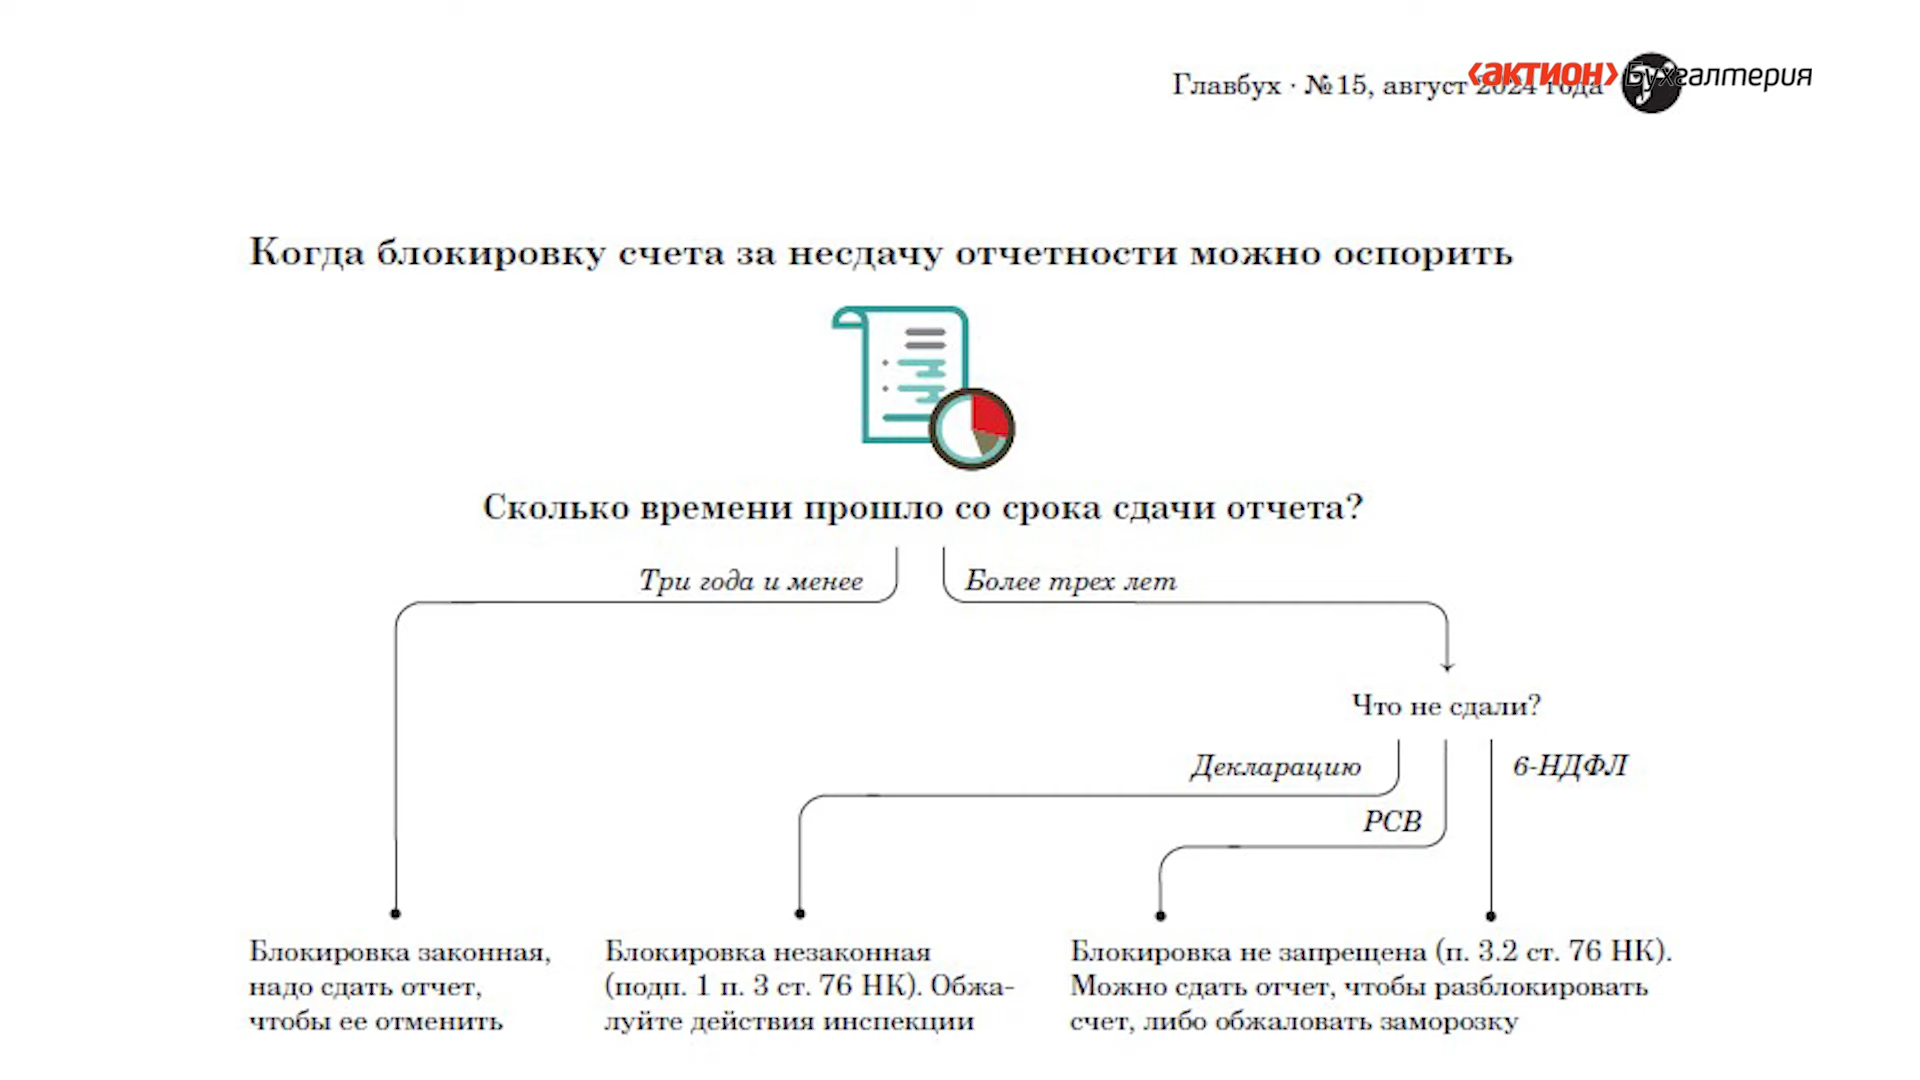 Главбух · №15, август 2024 года
‹актион› Бухгалтерия
Когда блокировку счета за несдачу отчетности можно оспорить
Сколько времени прошло со срока сдачи отчета?
Три года и менее
Более трех лет
Что не сдали?
Декларацию
6-НДФЛ
РСВ
Блокировка законная,
надо сдать отчет,
чтобы ее отменить
Блокировка незаконная
(подп. 1 п. 3 ст. 76 НК). Обжа-
луйте действия инспекции
Блокировка не запрещена (п. 3.2 ст. 76 НК).
Можно сдать отчет, чтобы разблокировать
счет, либо обжаловать заморозку